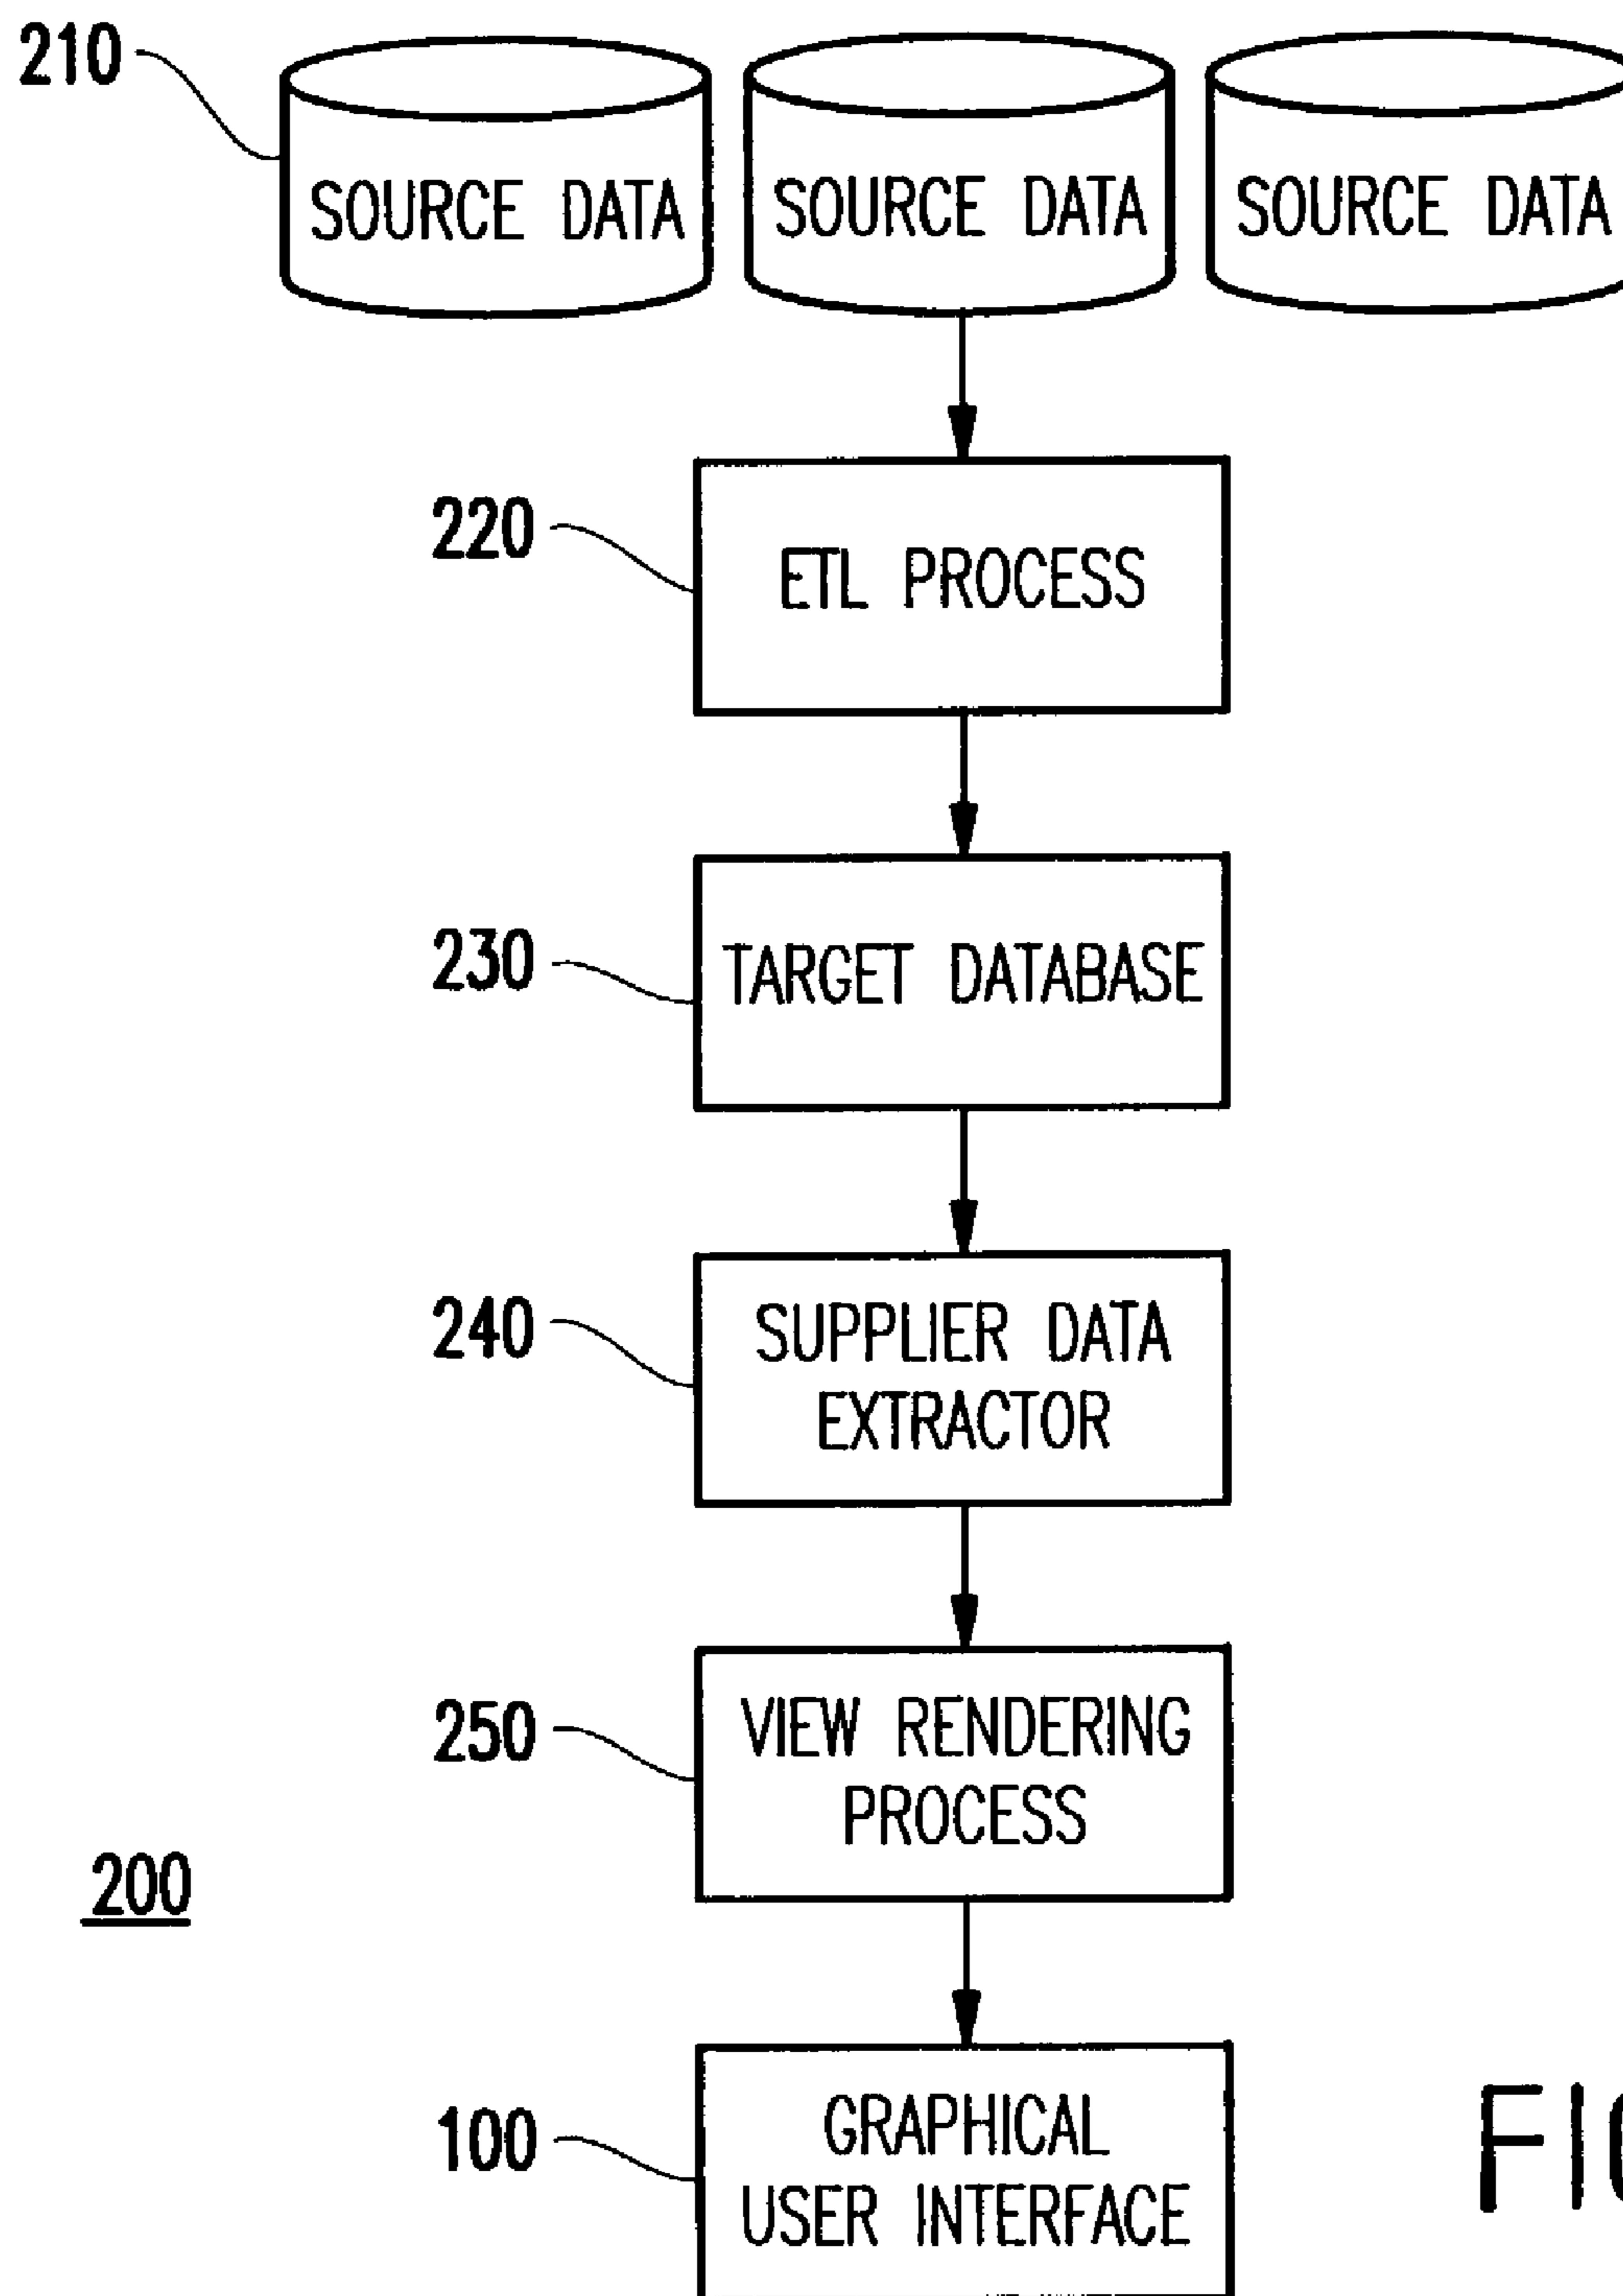 210
SOURCE DATA SOURCE DATA SOURCE DATA
220
ETL PROCESS
230
TARGET DATABASE
240
SUPPLIER DATA
EXTRACTOR
250
VIEW RENDERING
PROCESS
200
100
GRAPHICAL
USER INTERFACE